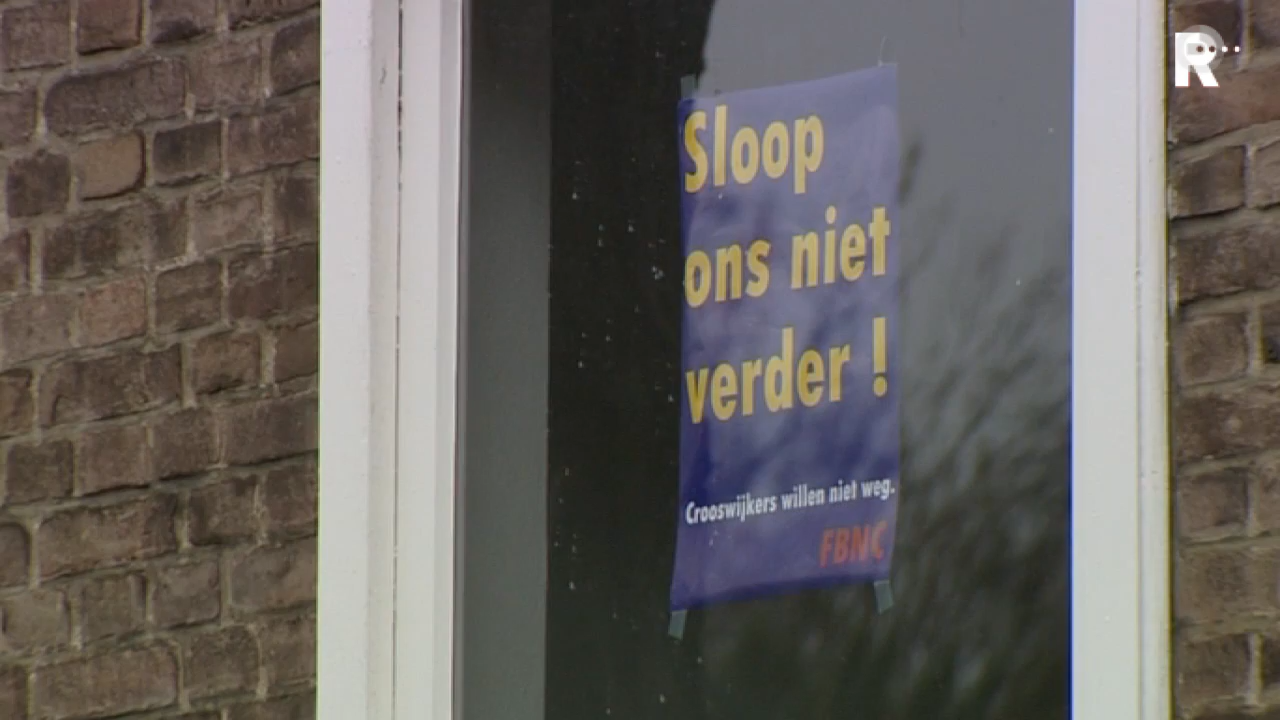 Sloop
ons niet
verder !
Crooswijkers willen niet weg.
FBNC
R